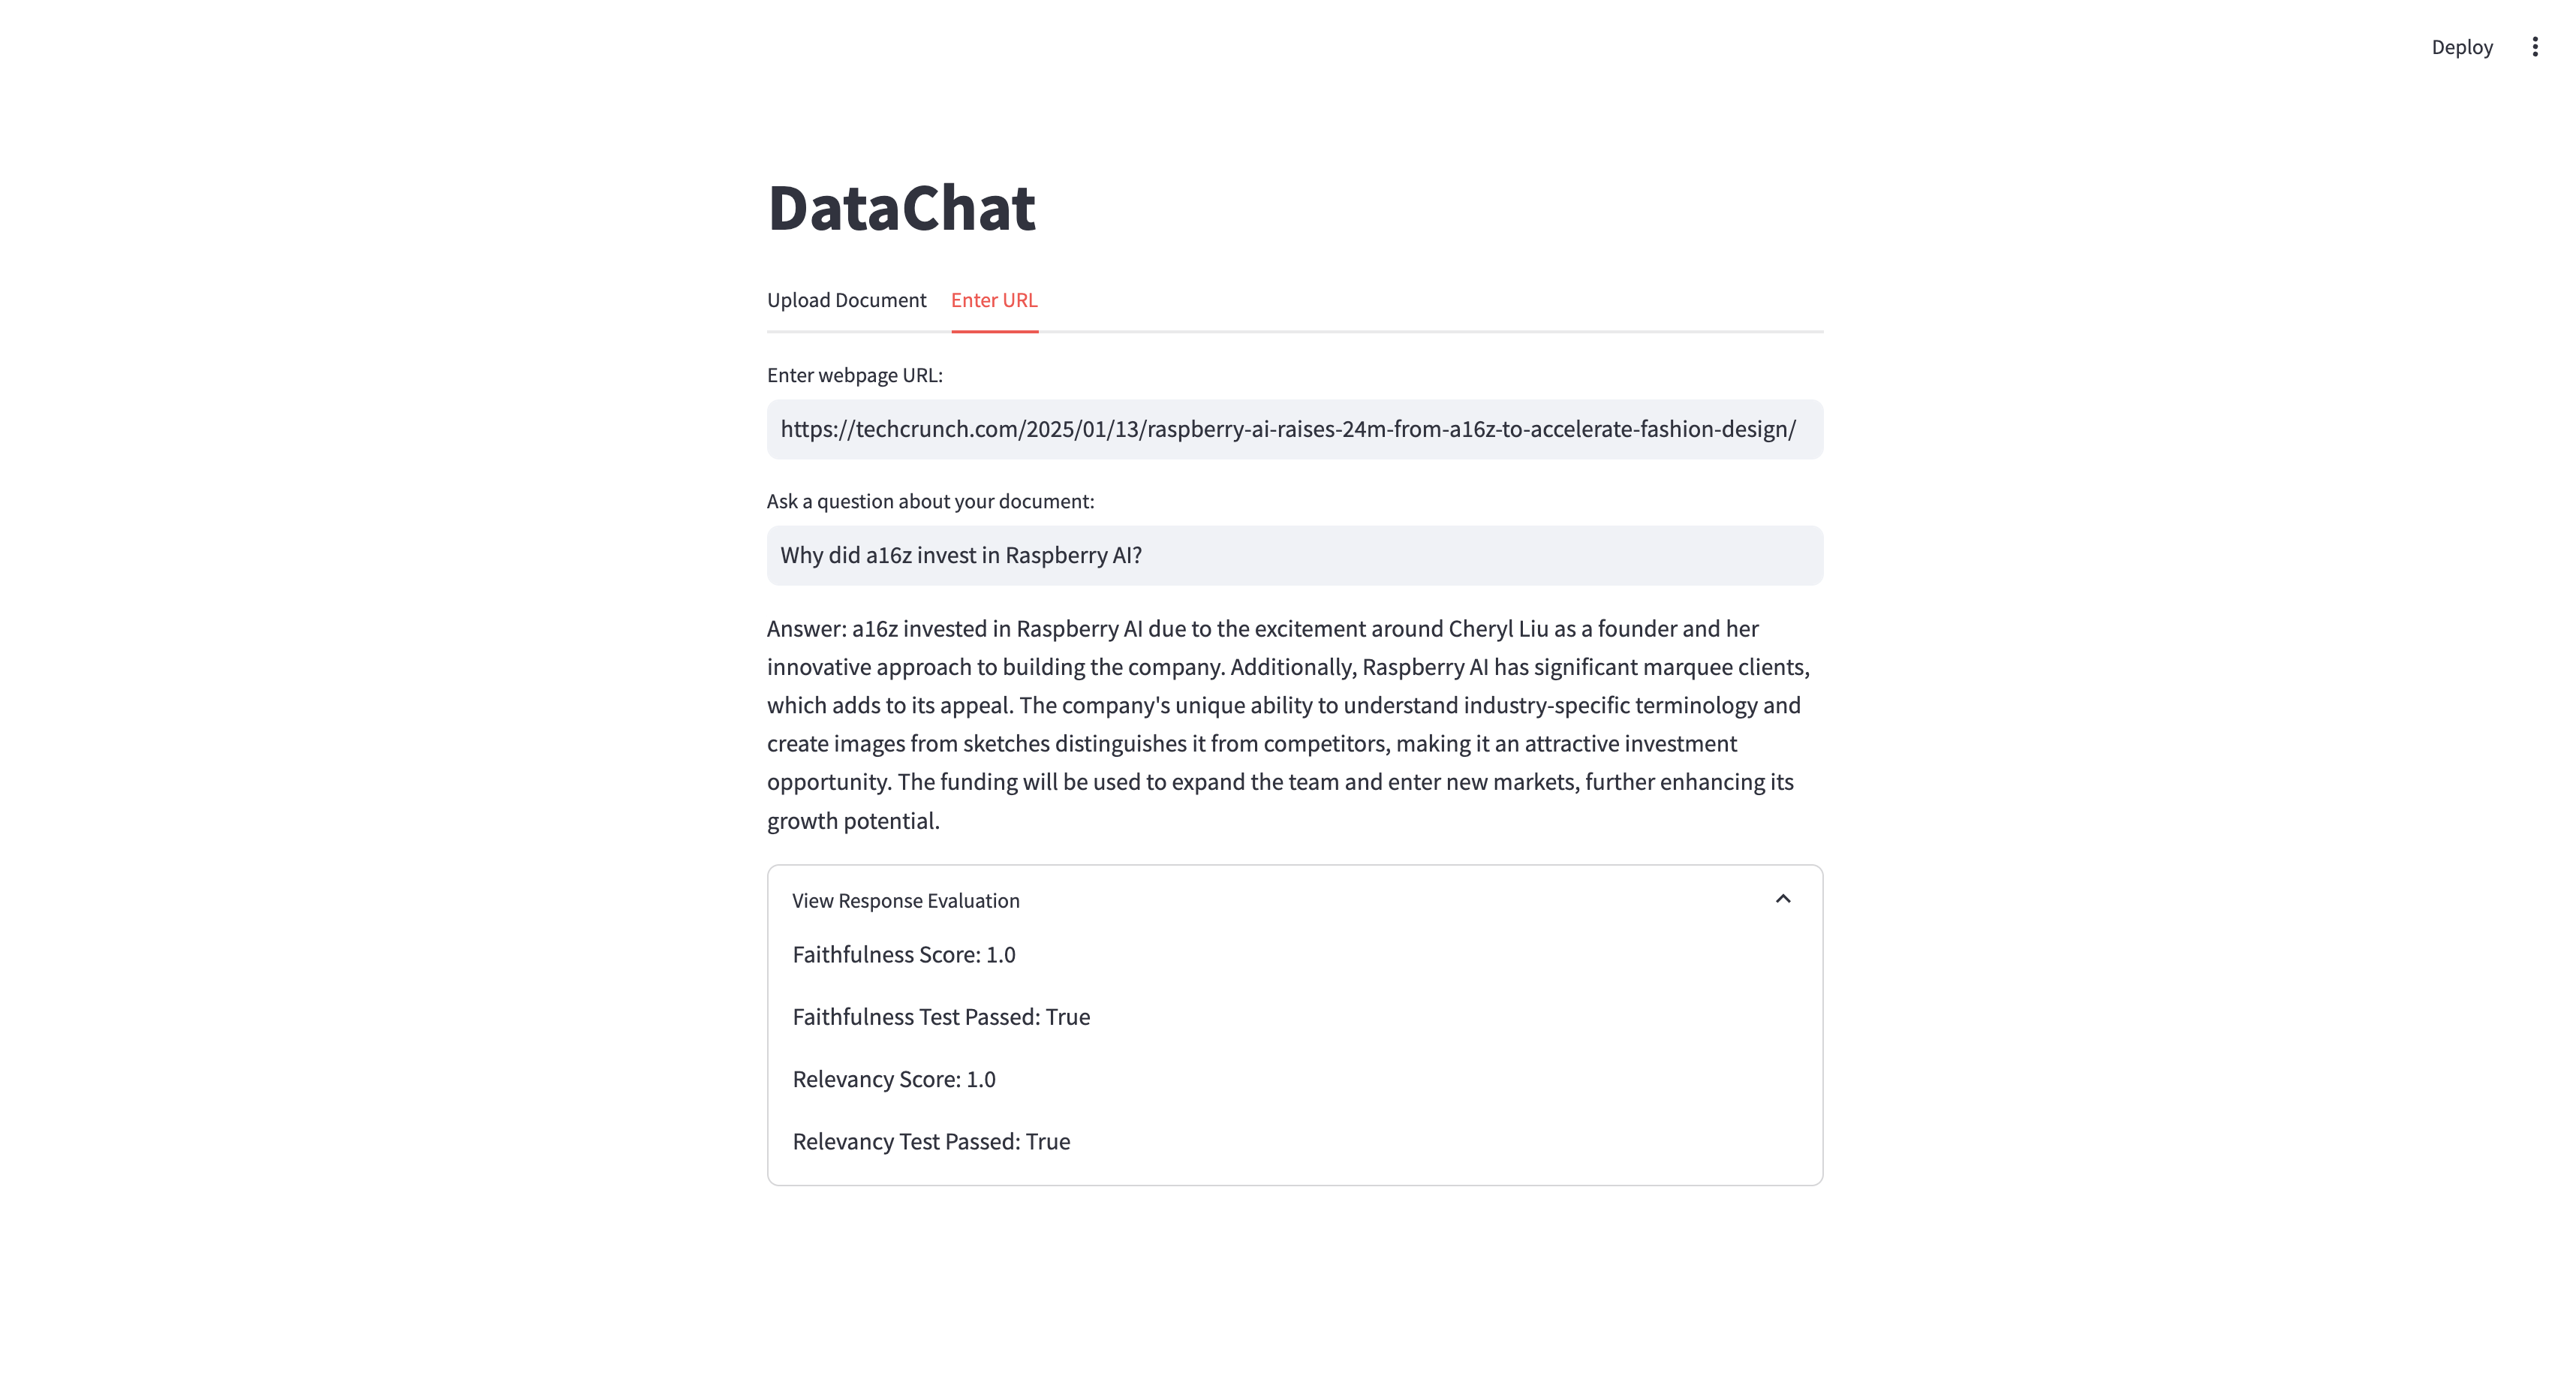 Deploy
DataChat
Upload Document Enter URL
Enter webpage URL:
https://techcrunch.com/2025/01/13/raspberry-ai-raises-24m-from-a16z-to-accelerate-fashion-design/
Ask a question about your document:
Why did a16z invest in Raspberry AI?
Answer: a16z invested in Raspberry AI due to the excitement around Cheryl Liu as a founder and her
innovative approach to building the company. Additionally, Raspberry AI has significant marquee clients,
which adds to its appeal. The company's unique ability to understand industry-specific terminology and
create images from sketches distinguishes it from competitors, making it an attractive investment
opportunity. The funding will be used to expand the team and enter new markets, further enhancing its
growth potential.
View Response Evaluation
Faithfulness Score: 1.0
Faithfulness Test Passed: True
Relevancy Score: 1.0
Relevancy Test Passed: True